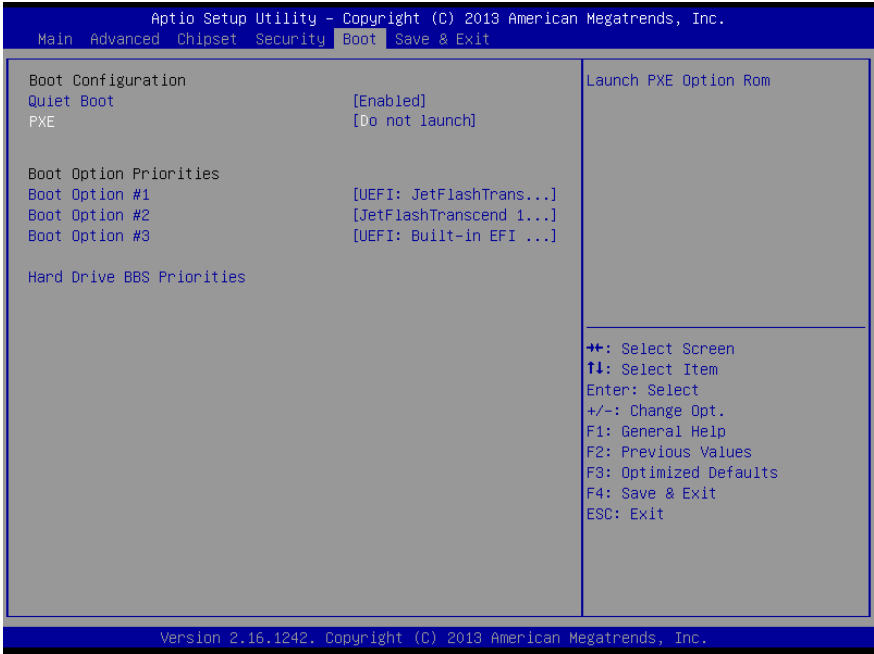 Aptio Setup Utility – Copyright (C) 2013 American Megatrends, Inc.
Main Advanced Chipset Security Boot Save & Exit
Boot Configuration
Quiet Boot [Enabled]
PXE [Do not launch]
Boot Option Priorities
Boot Option #1 [UEFI: JetFlashTrans...]
Boot Option #2 [JetFlashTranscend 1...]
Boot Option #3 [UEFI: Built-in EFI ...]
Hard Drive BBS Priorities
Launch PXE Option Rom
→←: Select Screen
↑↓: Select Item
Enter: Select
+/-: Change Opt.
F1: General Help
F2: Previous Values
F3: Optimized Defaults
F4: Save & Exit
ESC: Exit
Version 2.16.1242. Copyright (C) 2013 American Megatrends, Inc.